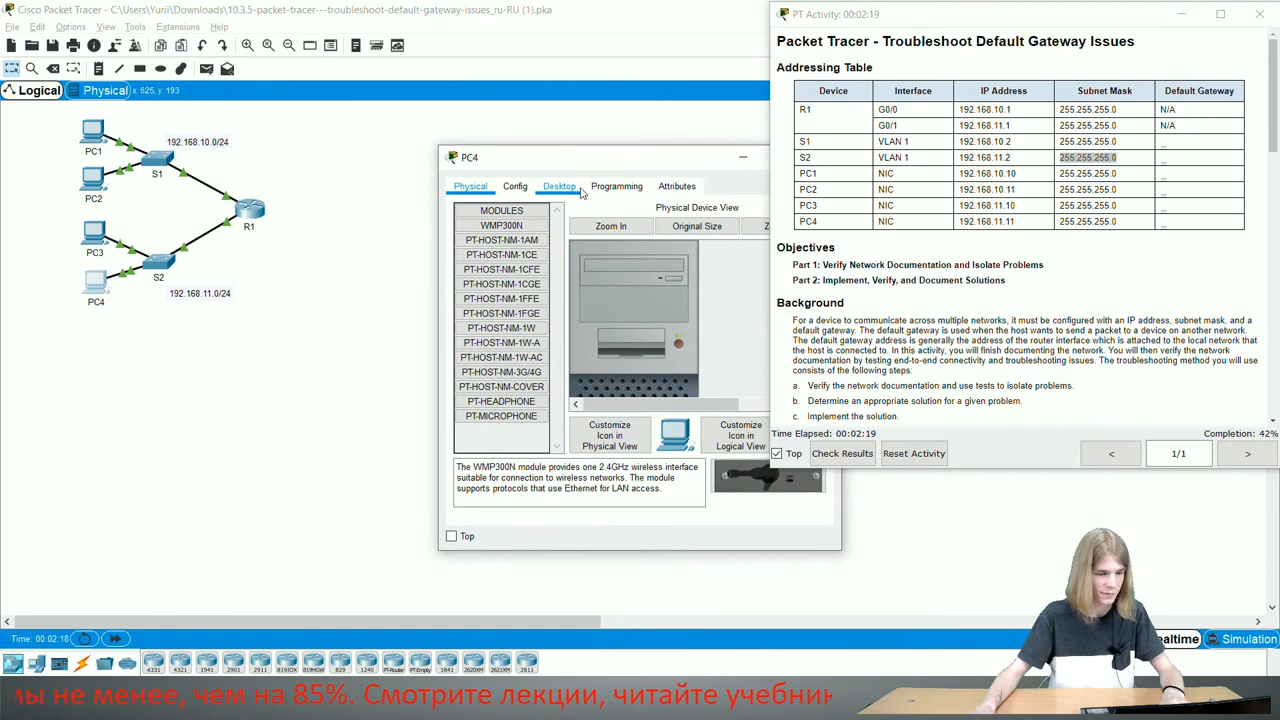 Cisco Packet Tracer - C:\Users\Yurii\Downloads\10.3.5-packet-tracer---troubleshoot-default-gateway-issues_ru-RU (1).pka
File Edit Options View Tools Extensions Help
Logical Physical x: 625, y: 193
PC1
PC2
PC3
PC4
S1
S2
R1
192.168.10.0/24
192.168.11.0/24
PC4
Physical Config Desktop Programming Attributes
MODULES
WMP300N
PT-HOST-NM-1AM
PT-HOST-NM-1CE
PT-HOST-NM-1CFE
PT-HOST-NM-1CGE
PT-HOST-NM-1FFE
PT-HOST-NM-1FGE
PT-HOST-NM-1W
PT-HOST-NM-1W-A
PT-HOST-NM-1W-AC
PT-HOST-NM-3G/4G
PT-HOST-NM-COVER
PT-HEADPHONE
PT-MICROPHONE
Physical Device View
Zoom In Original Size Z
Customize
Icon in
Physical View
Customize
Icon in
Logical View
The WMP300N module provides one 2.4GHz wireless interface
suitable for connection to wireless networks. The module
supports protocols that use Ethernet for LAN access.
Top
PT Activity: 00:02:19
Packet Tracer - Troubleshoot Default Gateway Issues
Addressing Table
Device Interface IP Address Subnet Mask Default Gateway
R1 G0/0 192.168.10.1 255.255.255.0 N/A
G0/1 192.168.11.1 255.255.255.0 N/A
S1 VLAN 1 192.168.10.2 255.255.255.0 _
S2 VLAN 1 192.168.11.2 255.255.255.0 _
PC1 NIC 192.168.10.10 255.255.255.0 _
PC2 NIC 192.168.10.11 255.255.255.0 _
PC3 NIC 192.168.11.10 255.255.255.0 _
PC4 NIC 192.168.11.11 255.255.255.0 _
Objectives
Part 1: Verify Network Documentation and Isolate Problems
Part 2: Implement, Verify, and Document Solutions
Background
For a device to communicate across multiple networks, it must be configured with an IP address, subnet mask, and a
default gateway. The default gateway is used when the host wants to send a packet to a device on another network.
The default gateway address is generally the address of the router interface which is attached to the local network that
the host is connected to. In this activity, you will finish documenting the network. You will then verify the network
documentation by testing end-to-end connectivity and troubleshooting issues. The troubleshooting method you will use
consists of the following steps:
a. Verify the network documentation and use tests to isolate problems.
b. Determine an appropriate solution for a given problem.
c. Implement the solution.
Time Elapsed: 00:02:19 Completion: 42%
Top Check Results Reset Activity < 1/1 >
Time: 00:02:18 ealtime Simulation
4331 4321 1941 2901 2911 819IOX 819HGW 829 1240 PT-Router PT-Empty 1841 2620XM 2621XM 2811
мы не менее, чем на 85%. Смотрите лекции, читайте учебник